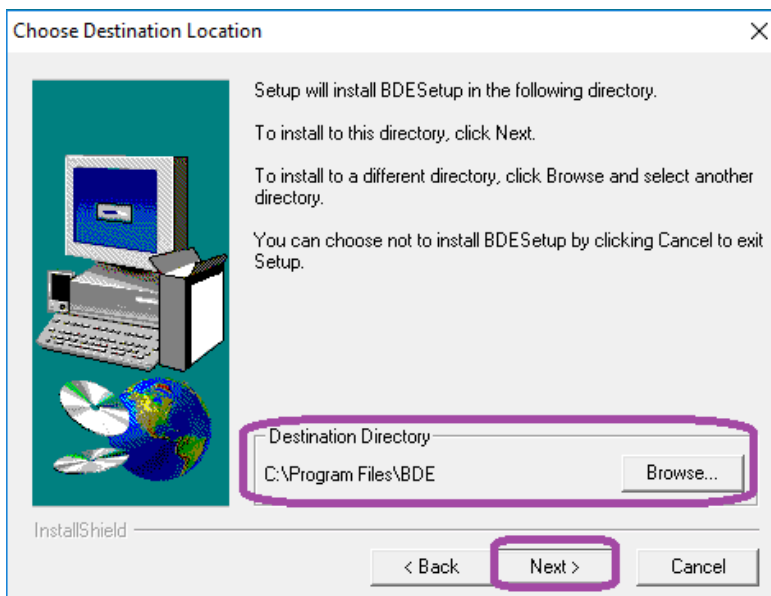 Choose Destination Location
Setup will install BDESetup in the following directory.
To install to this directory, click Next.
To install to a different directory, click Browse and select another
directory.
You can choose not to install BDESetup by clicking Cancel to exit
Setup.
Destination Directory
C:\Program Files\BDE
Browse...
InstallShield
< Back
Next >
Cancel